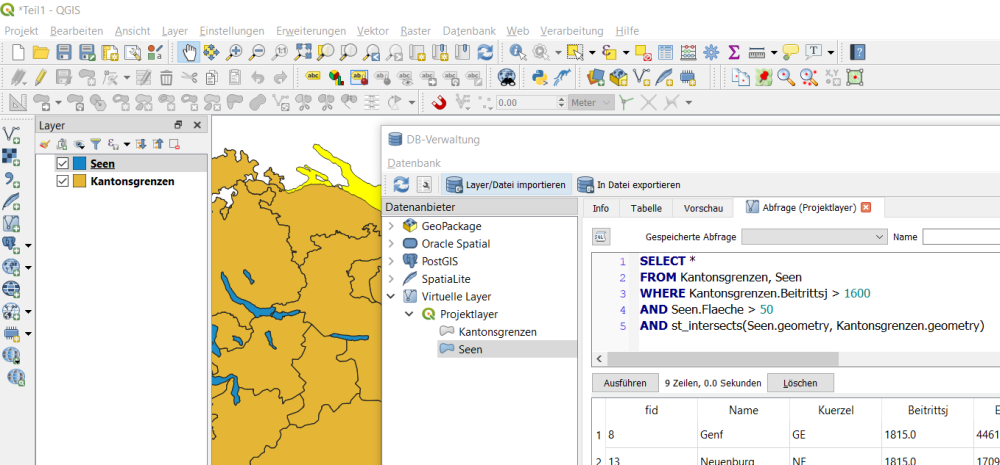 *Teil1 - QGIS
Projekt Bearbeiten Ansicht Layer Einstellungen Erweiterungen Vektor Raster Datenbank Web Verarbeitung Hilfe
0.00 Meter
Layer
Seen
Kantonsgrenzen
DB-Verwaltung
Datenbank
Layer/Datei importieren In Datei exportieren
Datenanbieter
GeoPackage
Oracle Spatial
PostGIS
SpatiaLite
Virtuelle Layer
Projektlayer
Kantonsgrenzen
Seen
Info Tabelle Vorschau Abfrage (Projektlayer)
Gespeicherte Abfrage Name
1 SELECT *
2 FROM Kantonsgrenzen, Seen
3 WHERE Kantonsgrenzen.Beitrittsj > 1600
4 AND Seen.Flaeche > 50
5 AND st_intersects(Seen.geometry, Kantonsgrenzen.geometry)
Ausführen 9 Zeilen, 0.0 Sekunden Löschen
fid Name Kuerzel Beitrittsj
1 8 Genf GE 1815.0 4461
2 13 Neuenburg NE 1815.0 1709